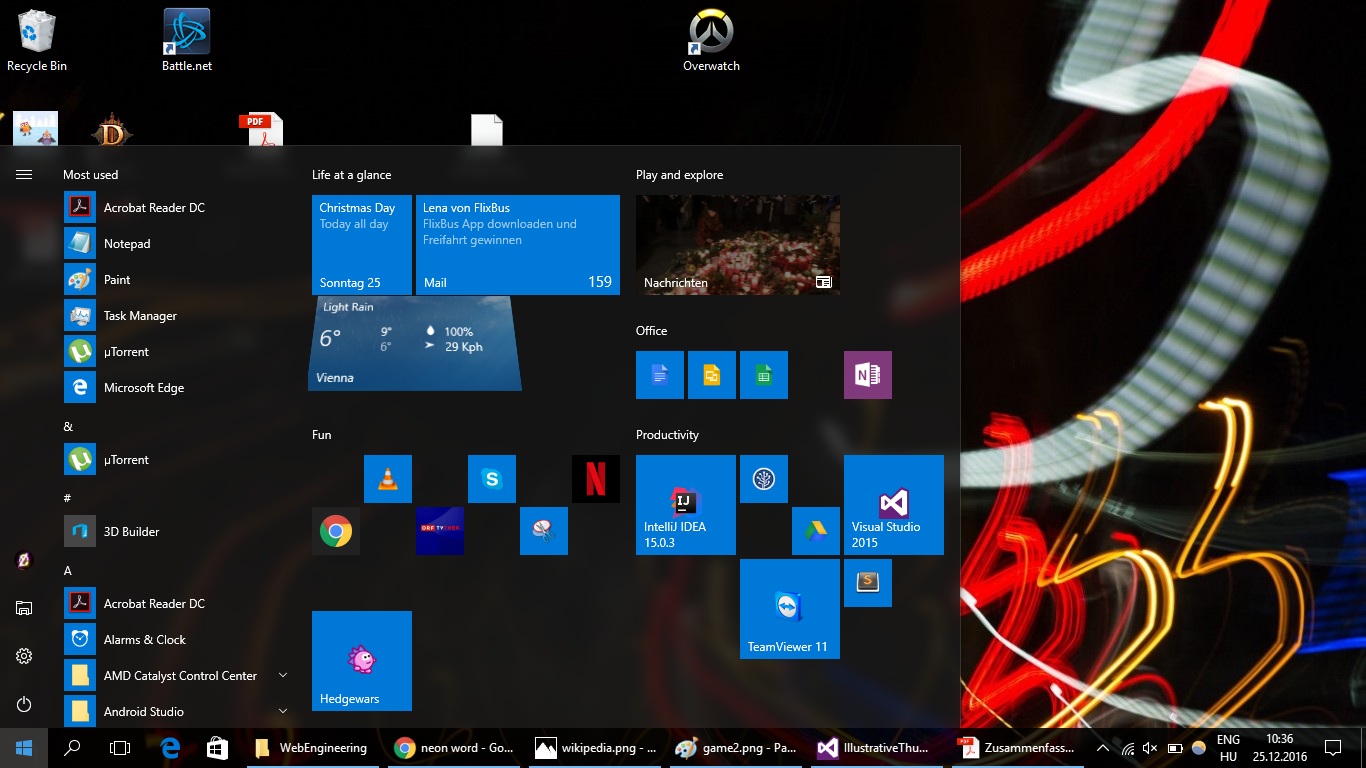 Recycle Bin
Battle.net
Overwatch
PDF
Most used
Acrobat Reader DC
Notepad
Paint
Task Manager
µTorrent
Microsoft Edge
&
µTorrent
#
3D Builder
A
Acrobat Reader DC
Alarms & Clock
AMD Catalyst Control Center
Android Studio
Life at a glance
Christmas Day
Today all day
Sonntag 25
Lena von FlixBus
FlixBus App downloaden und
Freifahrt gewinnen
Mail
159
Light Rain
6°
9°
6°
100%
29 Kph
Vienna
Fun
ORF TVTHEK
Hedgewars
Play and explore
Nachrichten
Office
Productivity
IJ
IntelliJ IDEA
15.0.3
Visual Studio
2015
TeamViewer 11
WebEngineering
neon word - Go...
wikipedia.png - ...
game2.png - Pa...
IllustrativeThu...
PDF
Zusammenfass...
ENG
HU
10:36
25.12.2016